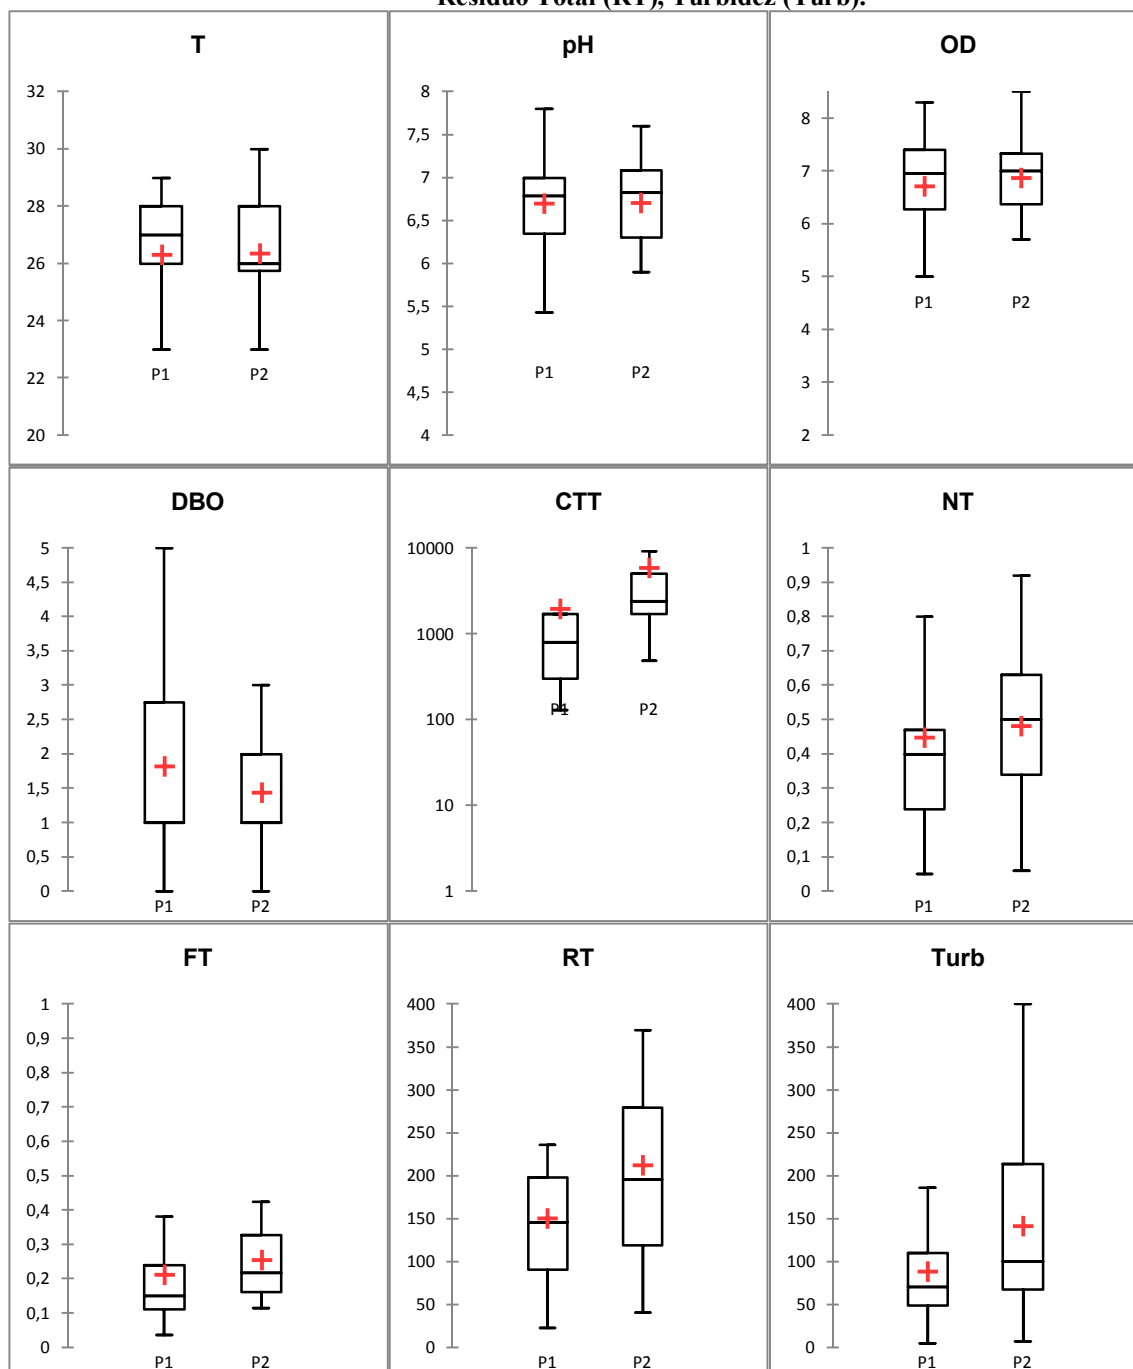 Resíduo Total (RT), Turbidez (Turb).
T
32
30
28
26
24
22
20
P1
P2
pH
8
7,5
7
6,5
6
5,5
5
4,5
4
P1
P2
OD
8
7
6
5
4
3
2
P1
P2
DBO
5
4,5
4
3,5
3
2,5
2
1,5
1
0,5
0
P1
P2
CTT
10000
1000
100
10
1
P1
P2
NT
1
0,9
0,8
0,7
0,6
0,5
0,4
0,3
0,2
0,1
0
P1
P2
FT
1
0,9
0,8
0,7
0,6
0,5
0,4
0,3
0,2
0,1
0
P1
P2
RT
400
350
300
250
200
150
100
50
0
P1
P2
Turb
400
350
300
250
200
150
100
50
0
P1
P2